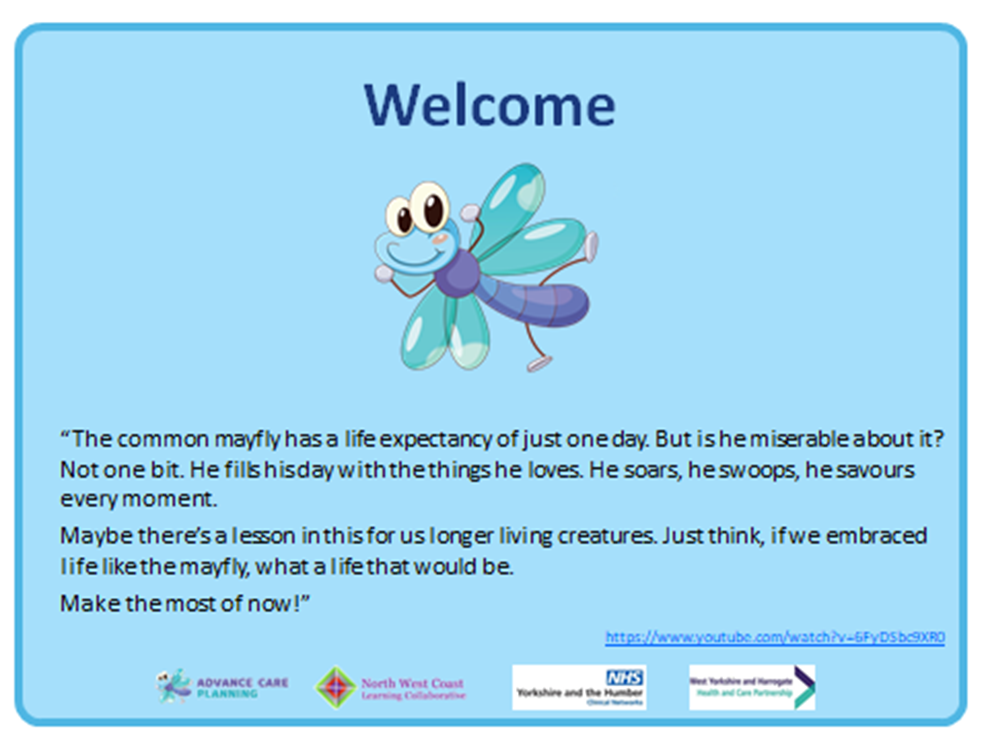 Welcome
“The common mayfly has a life expectancy of just one day. But is he miserable about it?
Not one bit. He fills his day with the things he loves. He soars, he swoops, he savours
every moment.
Maybe there’s a lesson in this for us longer living creatures. Just think, if we embraced
life like the mayfly, what a life that would be.
Make the most of now!”
https://www.youtube.com/watch?v=6FyDSbc9XR0
ADVANCE CARE
PLANNING
North West Coast
Learning Collaborative
NHS
Yorkshire and the Humber
Clinical Networks
West Yorkshire and Harrogate
Health and Care Partnership